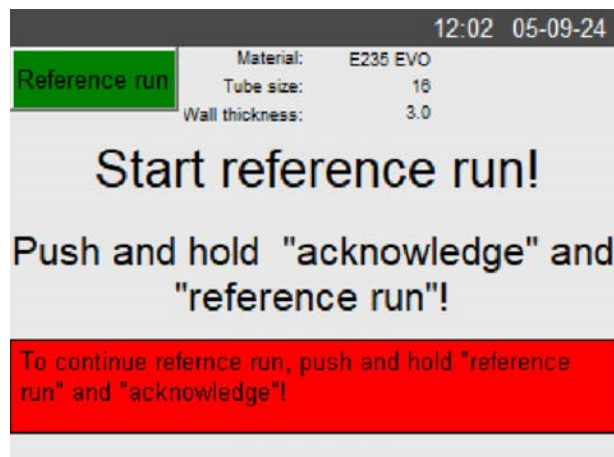 12:02 05-09-24
Reference run
Material: E235 EVO
Tube size: 16
Wall thickness: 3.0
Start reference run!
Push and hold "acknowledge" and
"reference run"!
To continue refernce run, push and hold "reference
run" and "acknowledge"!